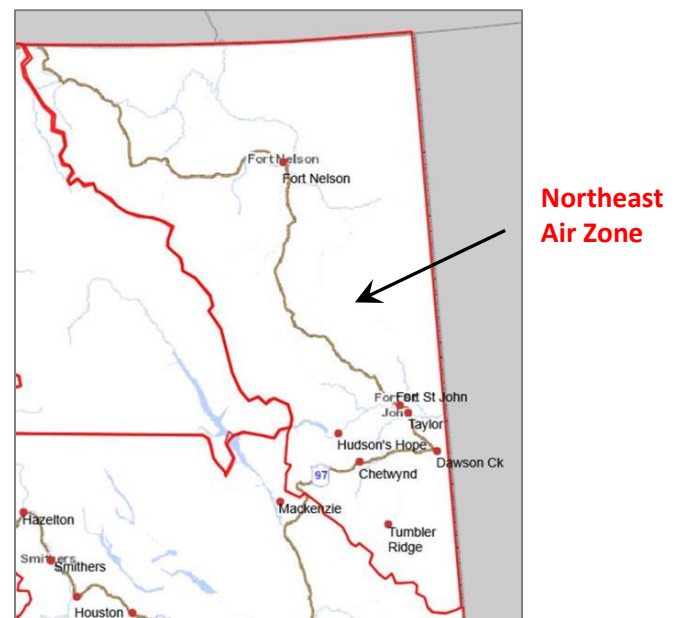 Fort Nelson
Fort Nelson
Northeast
Air Zone
Fort St John
Taylor
Hudson's Hope
Dawson Ck
97
Chetwynd
Mackenzie
Hazelton
Tumbler
Ridge
Smithers
Smithers
Houston